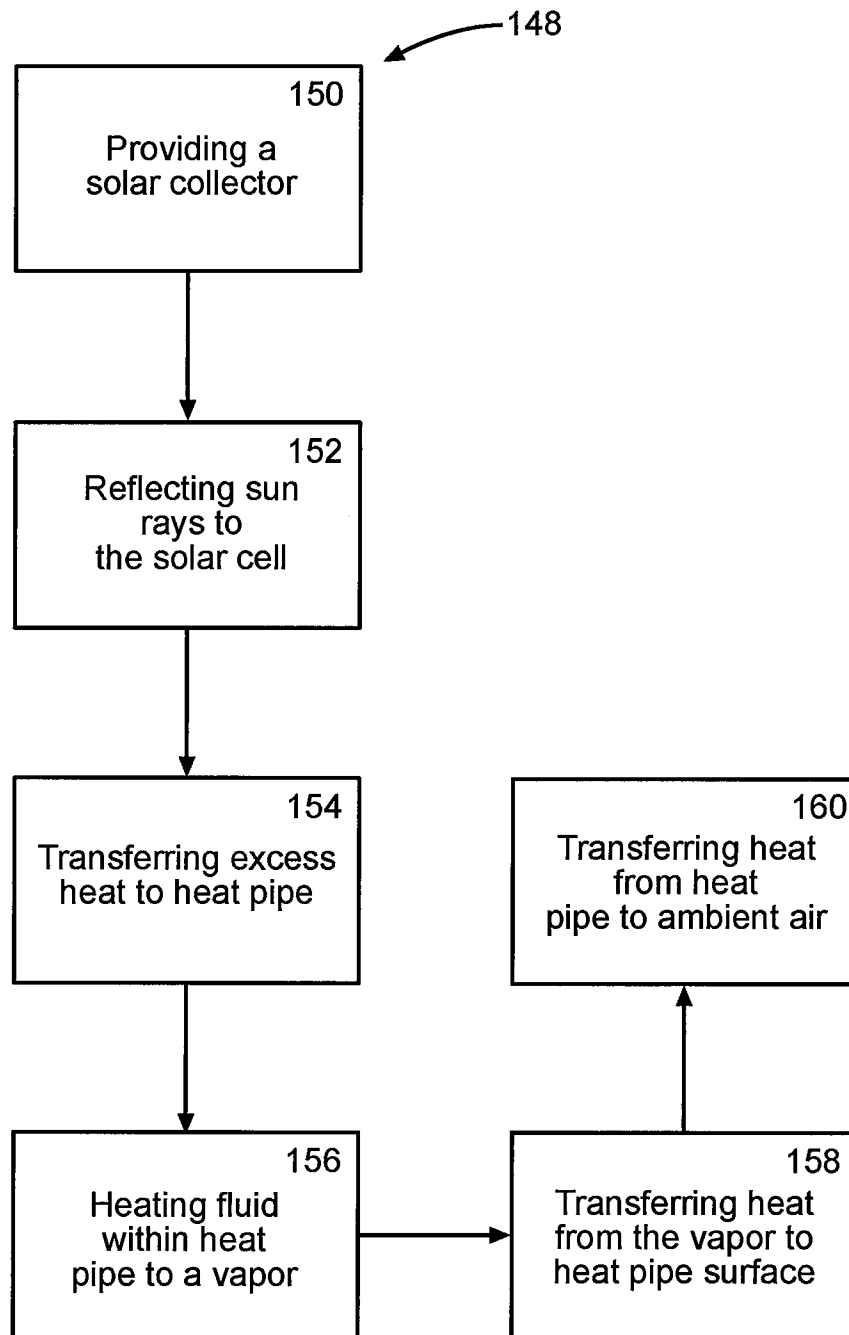 148
150
Providing a
solar collector
152
Reflecting sun
rays to
the solar cell
154
Transferring excess
heat to heat pipe
156
Heating fluid
within heat
pipe to a vapor
158
Transferring heat
from the vapor to
heat pipe surface
160
Transferring heat
from heat
pipe to ambient air